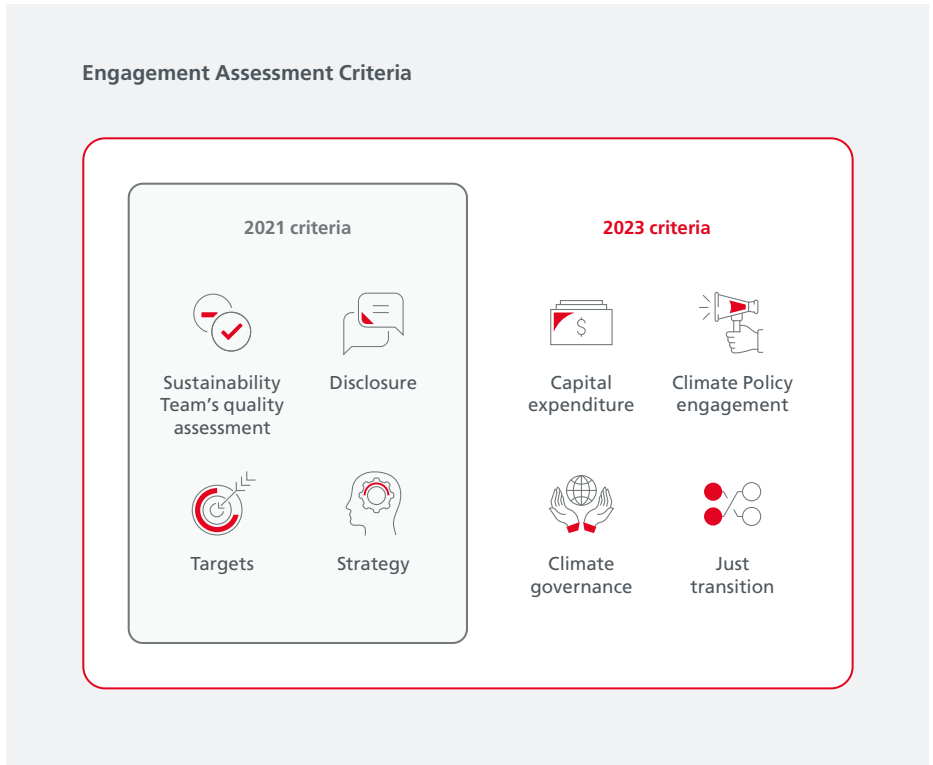 Engagement Assessment Criteria
2021 criteria
Sustainability
Team’s quality
assessment
Disclosure
Targets
Strategy
2023 criteria
$
Capital
expenditure
Climate Policy
engagement
Climate
governance
Just
transition